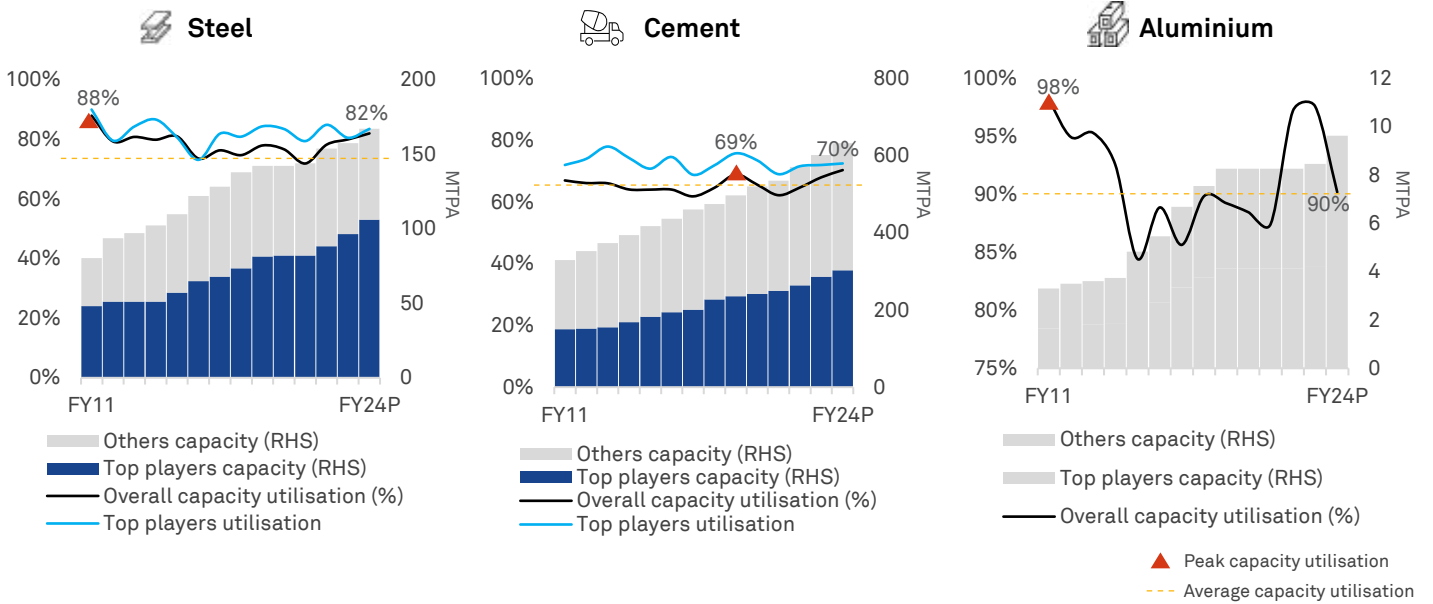 Steel
100%
80%
60%
40%
20%
0%
200
150
100
50
0
MTPA
88%
82%
FY11
FY24P
Others capacity (RHS)
Top players capacity (RHS)
Overall capacity utilisation (%)
Top players utilisation
Cement
100%
80%
60%
40%
20%
0%
800
600
400
200
0
MTPA
69%
70%
FY11
FY24P
Others capacity (RHS)
Top players capacity (RHS)
Overall capacity utilisation (%)
Top players utilisation
Aluminium
100%
95%
90%
85%
80%
75%
12
10
8
6
4
2
0
MTPA
98%
90%
FY11
FY24P
Others capacity (RHS)
Top players capacity (RHS)
Overall capacity utilisation (%)
Peak capacity utilisation
Average capacity utilisation